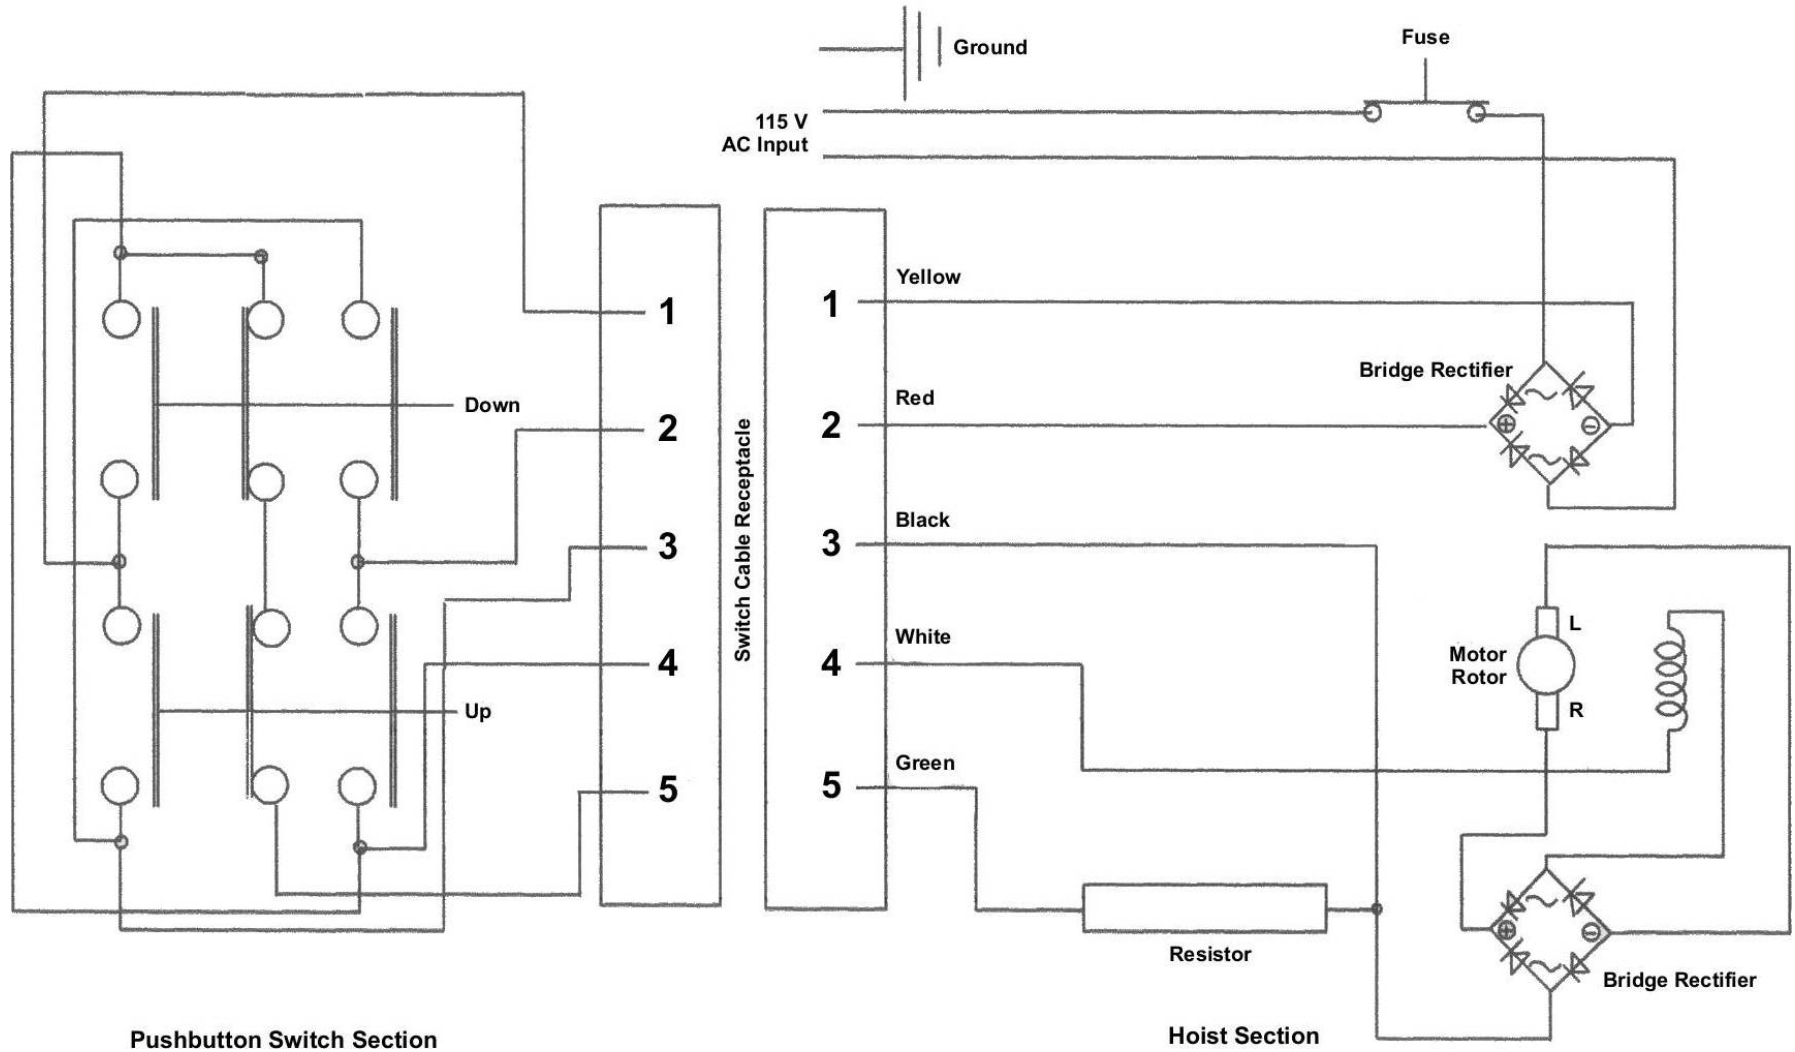 Ground
Fuse
115 V
AC Input
Down
Up
1
2
3
4
5
Switch Cable Receptacle
1
2
3
4
5
Yellow
Red
Black
White
Green
Bridge Rectifier
Motor
Rotor
L
R
Resistor
Bridge Rectifier
Pushbutton Switch Section
Hoist Section